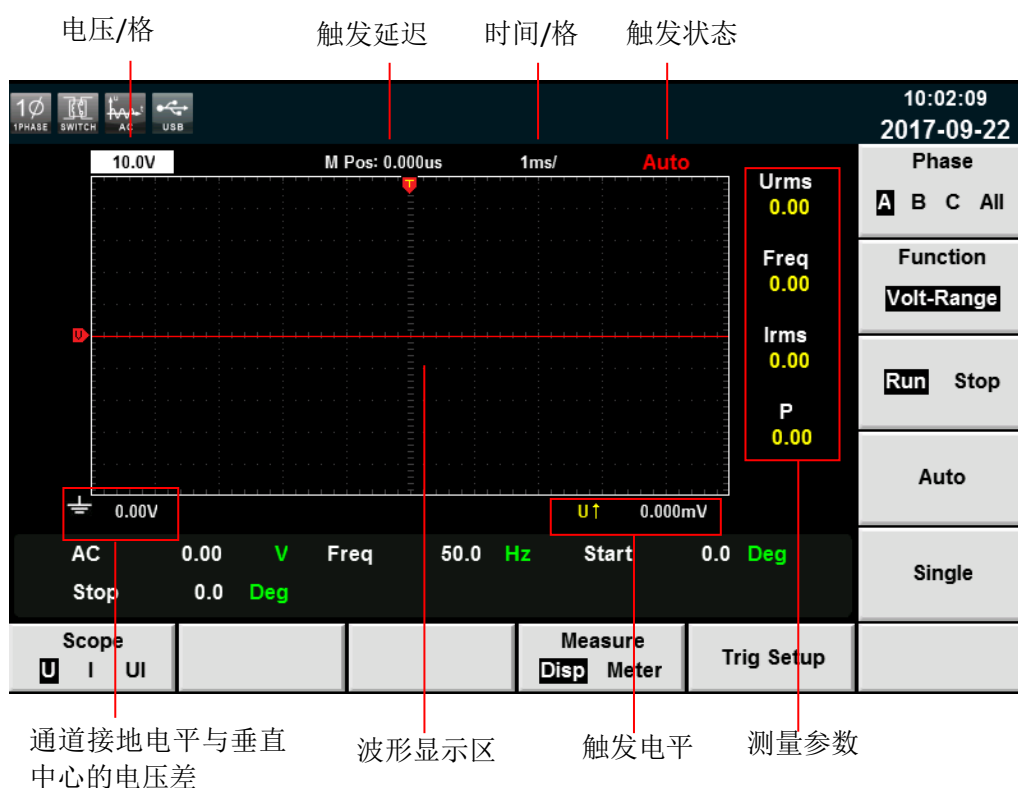 电压/格 触发延迟 时间/格 触发状态
10:02:09
1Ø U t
1PHASE SWITCH AC USB
2017-09-22
10.0V M Pos: 0.000us 1ms/ Auto
T
Phase
A B C All
Urms
0.00
Freq
0.00
Function
Volt-Range
U
Irms
0.00
Run Stop
P
0.00
Auto
0.00V U↑ 0.000mV
AC 0.00 V Freq 50.0 Hz Start 0.0 Deg
Stop 0.0 Deg
Single
Scope
U I UI
Measure
Disp Meter
Trig Setup
通道接地电平与垂直
中心的电压差
波形显示区
触发电平
测量参数